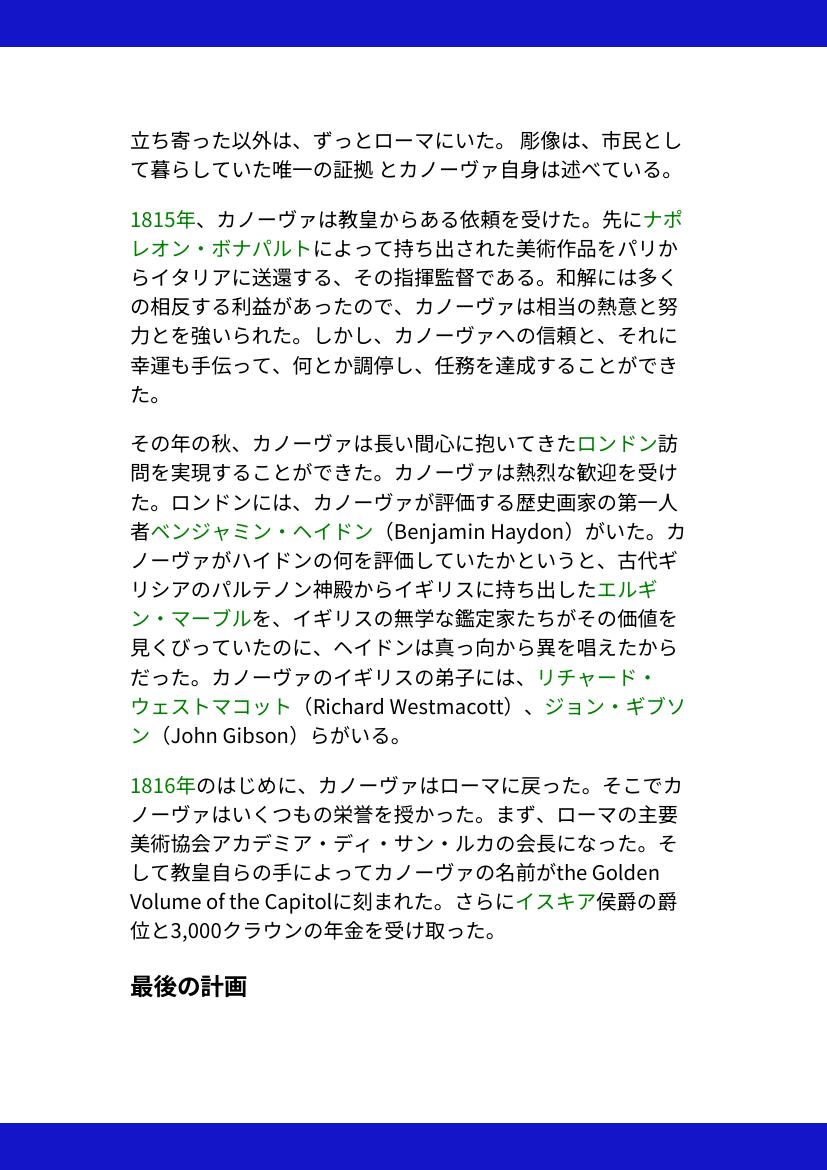 立ち寄った以外は、ずっとローマにいた。 彫像は、市民とし
て暮らしていた唯一の証拠 とカノーヴァ自身は述べている。
1815年、カノーヴァは教皇からある依頼を受けた。先にナポ
レオン・ボナパルトによって持ち出された美術作品をパリか
らイタリアに送還する、その指揮監督である。和解には多く
の相反する利益があったので、カノーヴァは相当の熱意と努
力とを強いられた。しかし、カノーヴァへの信頼と、それに
幸運も手伝って、何とか調停し、任務を達成することができ
た。
その年の秋、カノーヴァは長い間心に抱いてきたロンドン訪
問を実現することができた。カノーヴァは熱烈な歓迎を受け
た。ロンドンには、カノーヴァが評価する歴史画家の第一人
者ベンジャミン・ヘイドン（Benjamin Haydon）がいた。カ
ノーヴァがハイドンの何を評価していたかというと、古代ギ
リシアのパルテノン神殿からイギリスに持ち出したエルギ
ン・マーブルを、イギリスの無学な鑑定家たちがその価値を
見くびっていたのに、ヘイドンは真っ向から異を唱えたから
だった。カノーヴァのイギリスの弟子には、リチャード・
ウェストマコット（Richard Westmacott）、ジョン・ギブソ
ン（John Gibson）らがいる。
1816年のはじめに、カノーヴァはローマに戻った。そこでカ
ノーヴァはいくつもの栄誉を授かった。まず、ローマの主要
美術協会アカデミア・ディ・サン・ルカの会長になった。そ
して教皇自らの手によってカノーヴァの名前がthe Golden
Volume of the Capitolに刻まれた。さらにイスキア侯爵の爵
位と3,000クラウンの年金を受け取った。
最後の計画